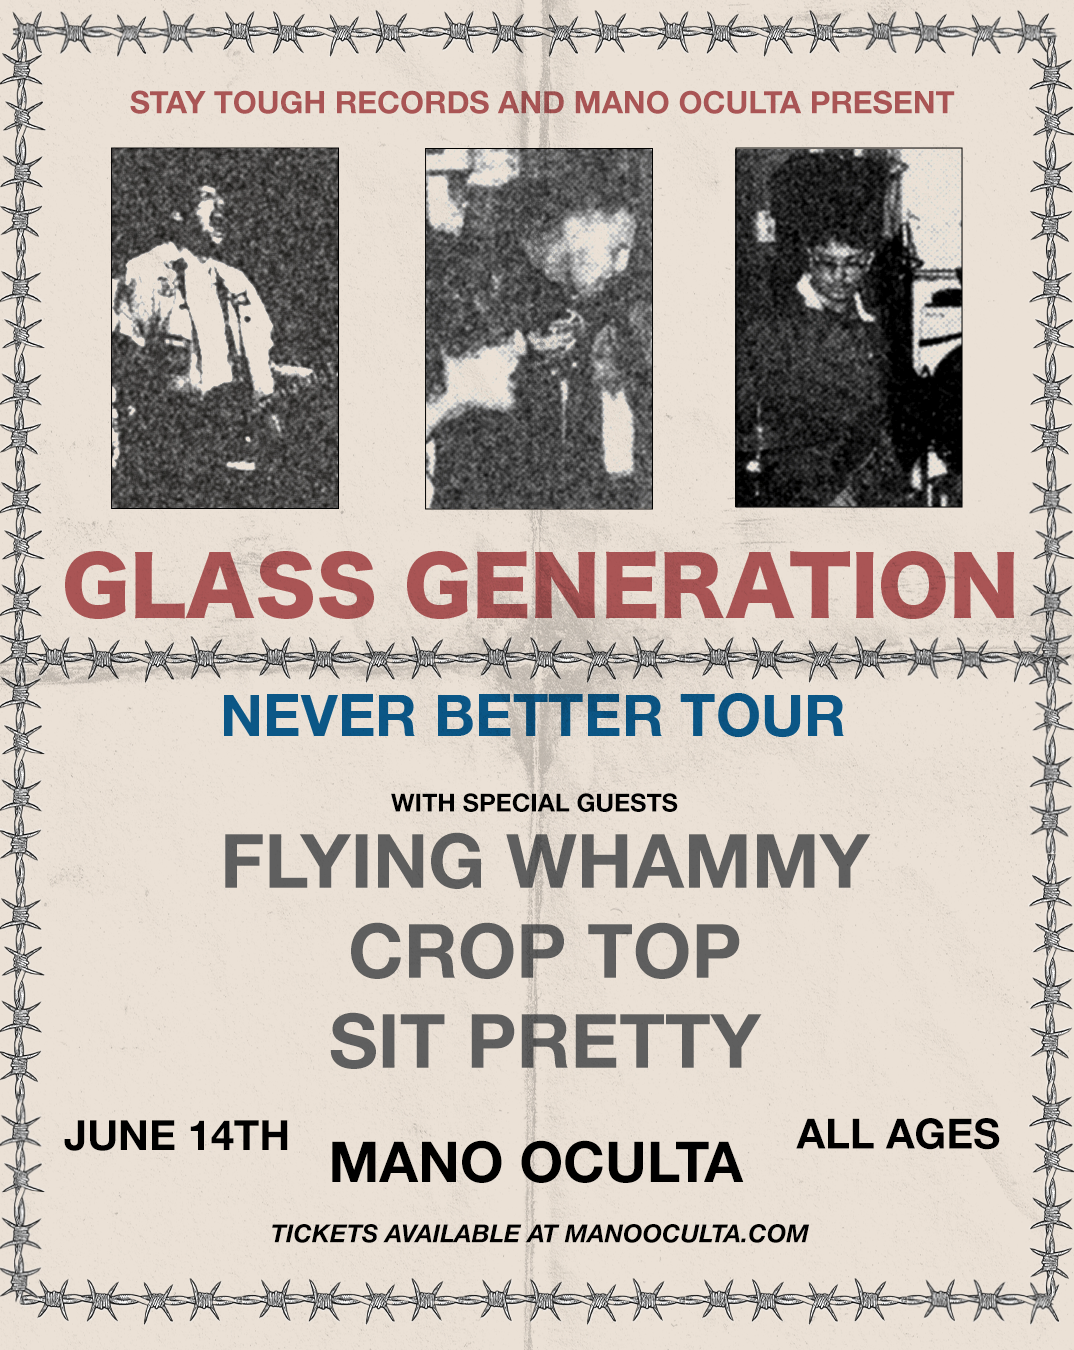 STAY TOUGH RECORDS AND MANO OCULTA PRESENT
GLASS GENERATION
NEVER BETTER TOUR
WITH SPECIAL GUESTS
FLYING WHAMMY
CROP TOP
SIT PRETTY
JUNE 14TH
MANO OCULTA
ALL AGES
TICKETS AVAILABLE AT MANOOCULTA.COM